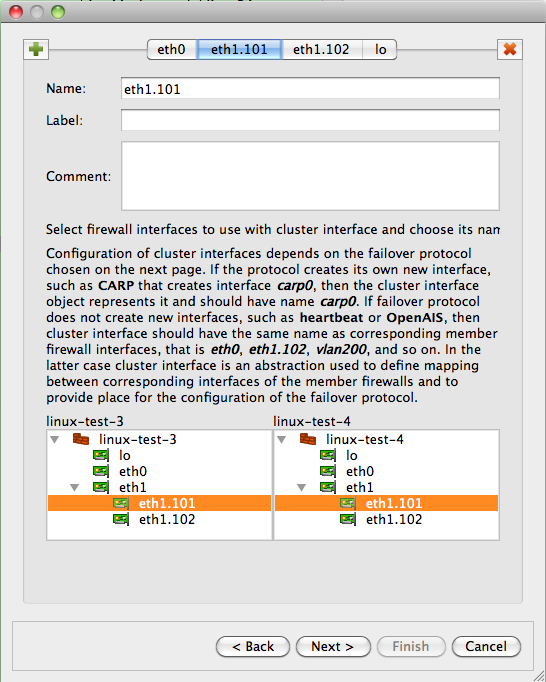 eth0 eth1.101 eth1.102 lo
Name: eth1.101
Label:
Comment:
Select firewall interfaces to use with cluster interface and choose its nam
Configuration of cluster interfaces depends on the failover protocol
chosen on the next page. If the protocol creates its own new interface,
such as CARP that creates interface carp0, then the cluster interface
object represents it and should have name carp0. If failover protocol
does not create new interfaces, such as heartbeat or OpenAIS, then
cluster interface should have the same name as corresponding member
firewall interfaces, that is eth0, eth1.102, vlan200, and so on. In the
latter case cluster interface is an abstraction used to define mapping
between corresponding interfaces of the member firewalls and to
provide place for the configuration of the failover protocol.
linux-test-3 linux-test-4
linux-test-3 linux-test-4
lo lo
eth0 eth0
eth1 eth1
eth1.101 eth1.101
eth1.102 eth1.102
< Back Next > Finish Cancel